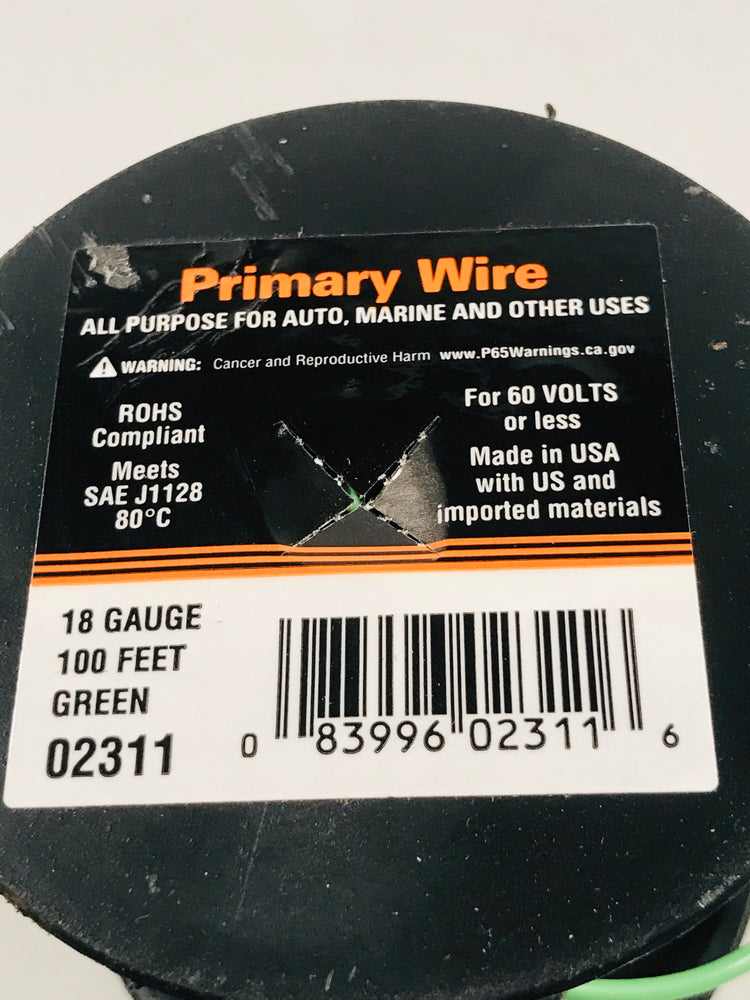 Primary Wire
ALL PURPOSE FOR AUTO, MARINE AND OTHER USES
WARNING: Cancer and Reproductive Harm www.P65Warnings.ca.gov
ROHS
Compliant
Meets
SAE J1128
80°C
For 60 VOLTS
or less
Made in USA
with US and
imported materials
18 GAUGE
100 FEET
GREEN
02311
0 83996 02311 6